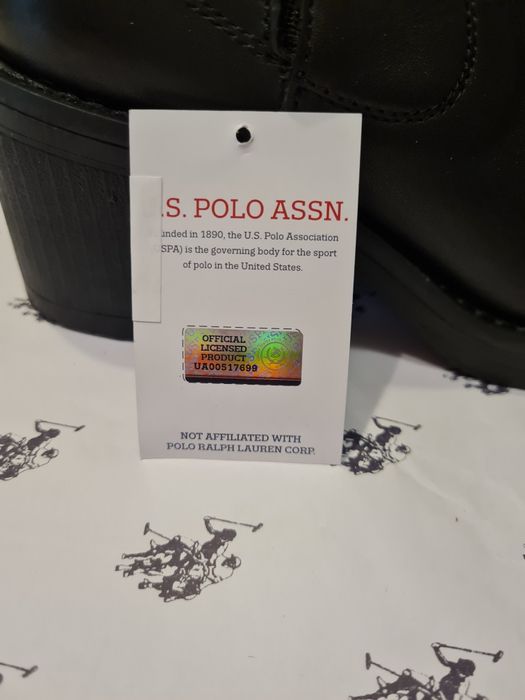 .S. POLO ASSN.
unded in 1890, the U.S. Polo Association
SPA) is the governing body for the sport
of polo in the United States.
OFFICIAL
LICENSED
PRODUCT
UA00517699
NOT AFFILIATED WITH
POLO RALPH LAUREN CORP.